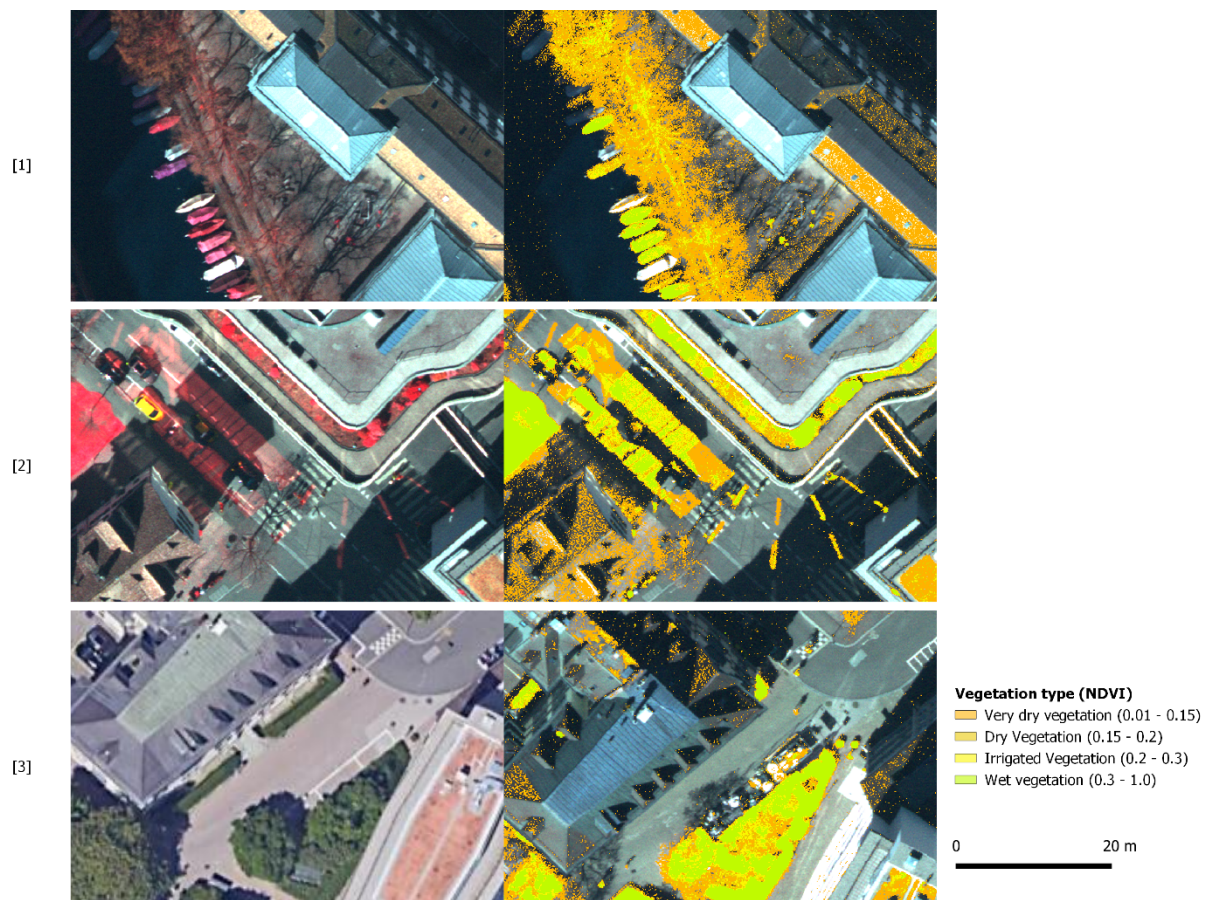 [1]
[2]
[3]
Vegetation type (NDVI)
Very dry vegetation (0.01 - 0.15)
Dry Vegetation (0.15 - 0.2)
Irrigated Vegetation (0.2 - 0.3)
Wet vegetation (0.3 - 1.0)
0 20 m